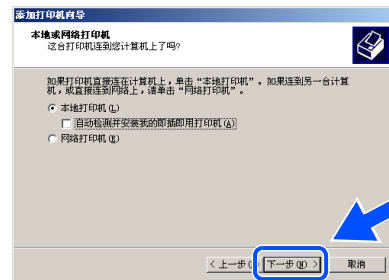 添加打印机向导
本地或网络打印机
这台打印机连到您计算机上了吗?
如果打印机直接连在计算机上，单击“本地打印机”。如果连到另一台计算
机，或直接连到网络上，请单击“网络打印机”。
本地打印机(L)
自动检测并安装我的即插即用打印机(A)
网络打印机(E)
< 上一步(
下一步(N) >
取消